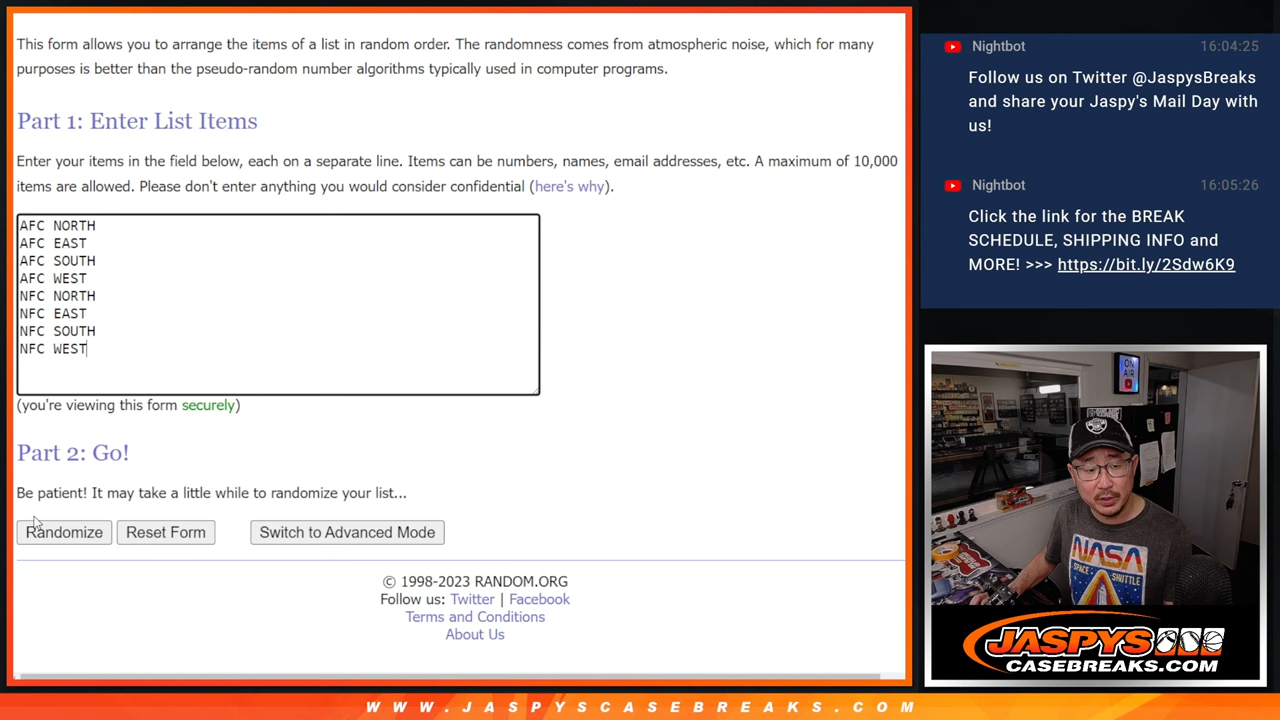 This form allows you to arrange the items of a list in random order. The randomness comes from atmospheric noise, which for many
purposes is better than the pseudo-random number algorithms typically used in computer programs.
Part 1: Enter List Items
Enter your items in the field below, each on a separate line. Items can be numbers, names, email addresses, etc. A maximum of 10,000
items are allowed. Please don't enter anything you would consider confidential (here's why).
AFC NORTH
AFC EAST
AFC SOUTH
AFC WEST
NFC NORTH
NFC EAST
NFC SOUTH
NFC WEST
(you're viewing this form securely)
Part 2: Go!
Be patient! It may take a little while to randomize your list...
Randomize Reset Form Switch to Advanced Mode
© 1998-2023 RANDOM.ORG
Follow us: Twitter | Facebook
Terms and Conditions
About Us
Nightbot 16:04:25
Follow us on Twitter @JaspysBreaks
and share your Jaspy's Mail Day with
us!
Nightbot 16:05:26
Click the link for the BREAK
SCHEDULE, SHIPPING INFO and
MORE! >>> https://bit.ly/2Sdw6K9
ON
AIR
NASA
SPACE SHUTTLE
JASPYS
CASEBREAKS.COM
WWW.JASPYSCASEBREAKS.COM